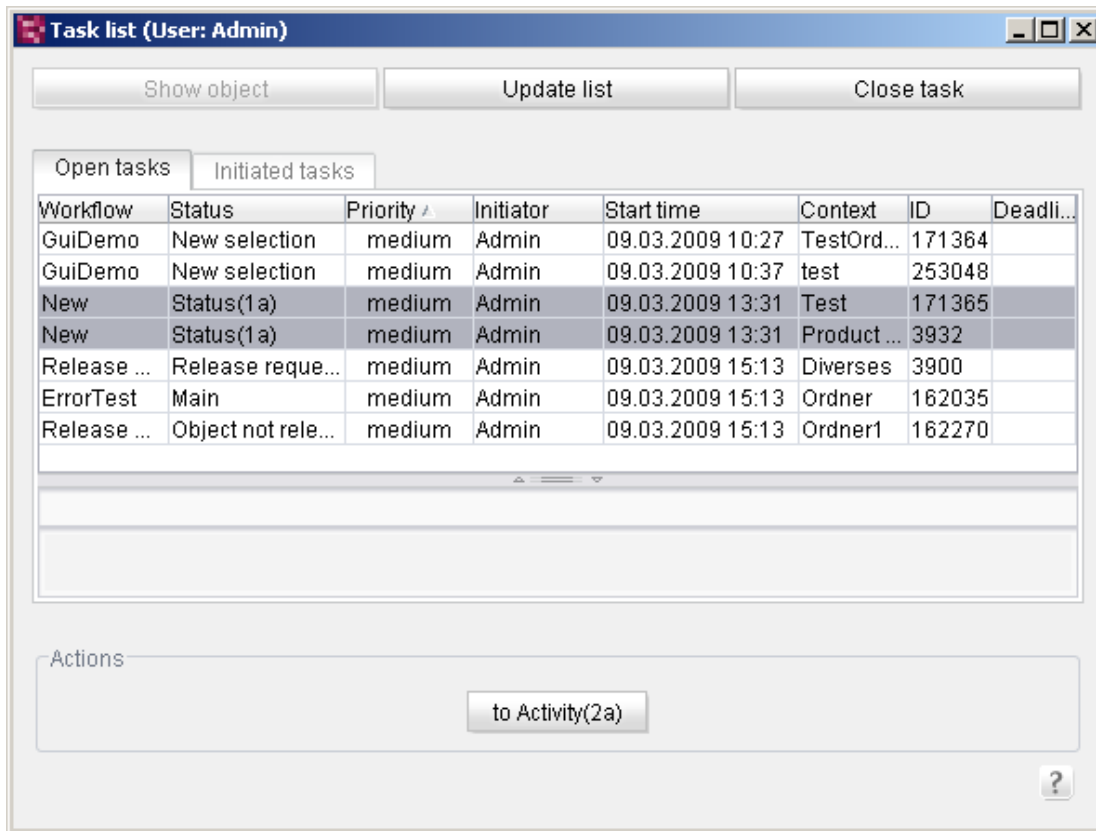 Task list (User: Admin)
Show object Update list Close task
Open tasks Initiated tasks
Workflow Status Priority Initiator Start time Context ID Deadli...
GuiDemo New selection medium Admin 09.03.2009 10:27 TestOrd... 171364
GuiDemo New selection medium Admin 09.03.2009 10:37 test 253048
New Status(1a) medium Admin 09.03.2009 13:31 Test 171365
New Status(1a) medium Admin 09.03.2009 13:31 Product ... 3932
Release ... Release reque... medium Admin 09.03.2009 15:13 Diverses 3900
ErrorTest Main medium Admin 09.03.2009 15:13 Ordner 162035
Release ... Object not rele... medium Admin 09.03.2009 15:13 Ordner1 162270
Actions
to Activity(2a)
?